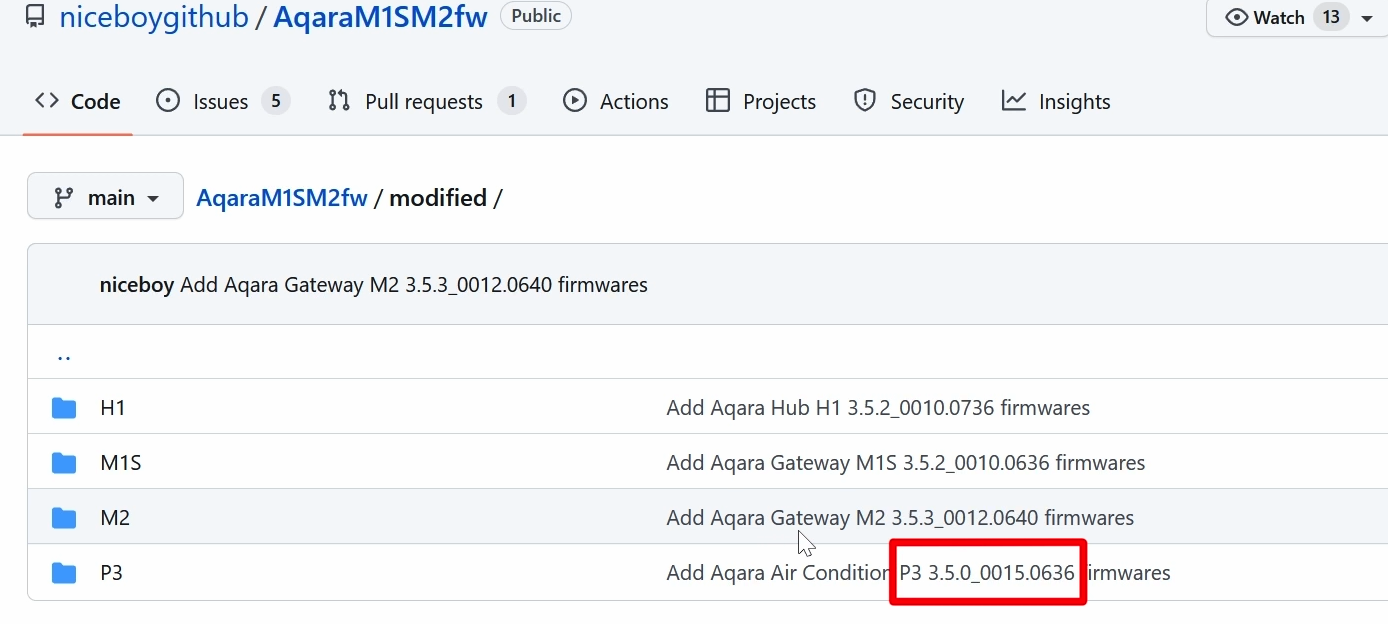 niceboygithub / AqaraM1SM2fw Public Watch 13
Code Issues 5 Pull requests 1 Actions Projects Security Insights
main AqaraM1SM2fw / modified /
niceboy Add Aqara Gateway M2 3.5.3_0012.0640 firmwares
..
H1 Add Aqara Hub H1 3.5.2_0010.0736 firmwares
M1S Add Aqara Gateway M1S 3.5.2_0010.0636 firmwares
M2 Add Aqara Gateway M2 3.5.3_0012.0640 firmwares
P3 Add Aqara Air Condition P3 3.5.0_0015.0636 firmwares